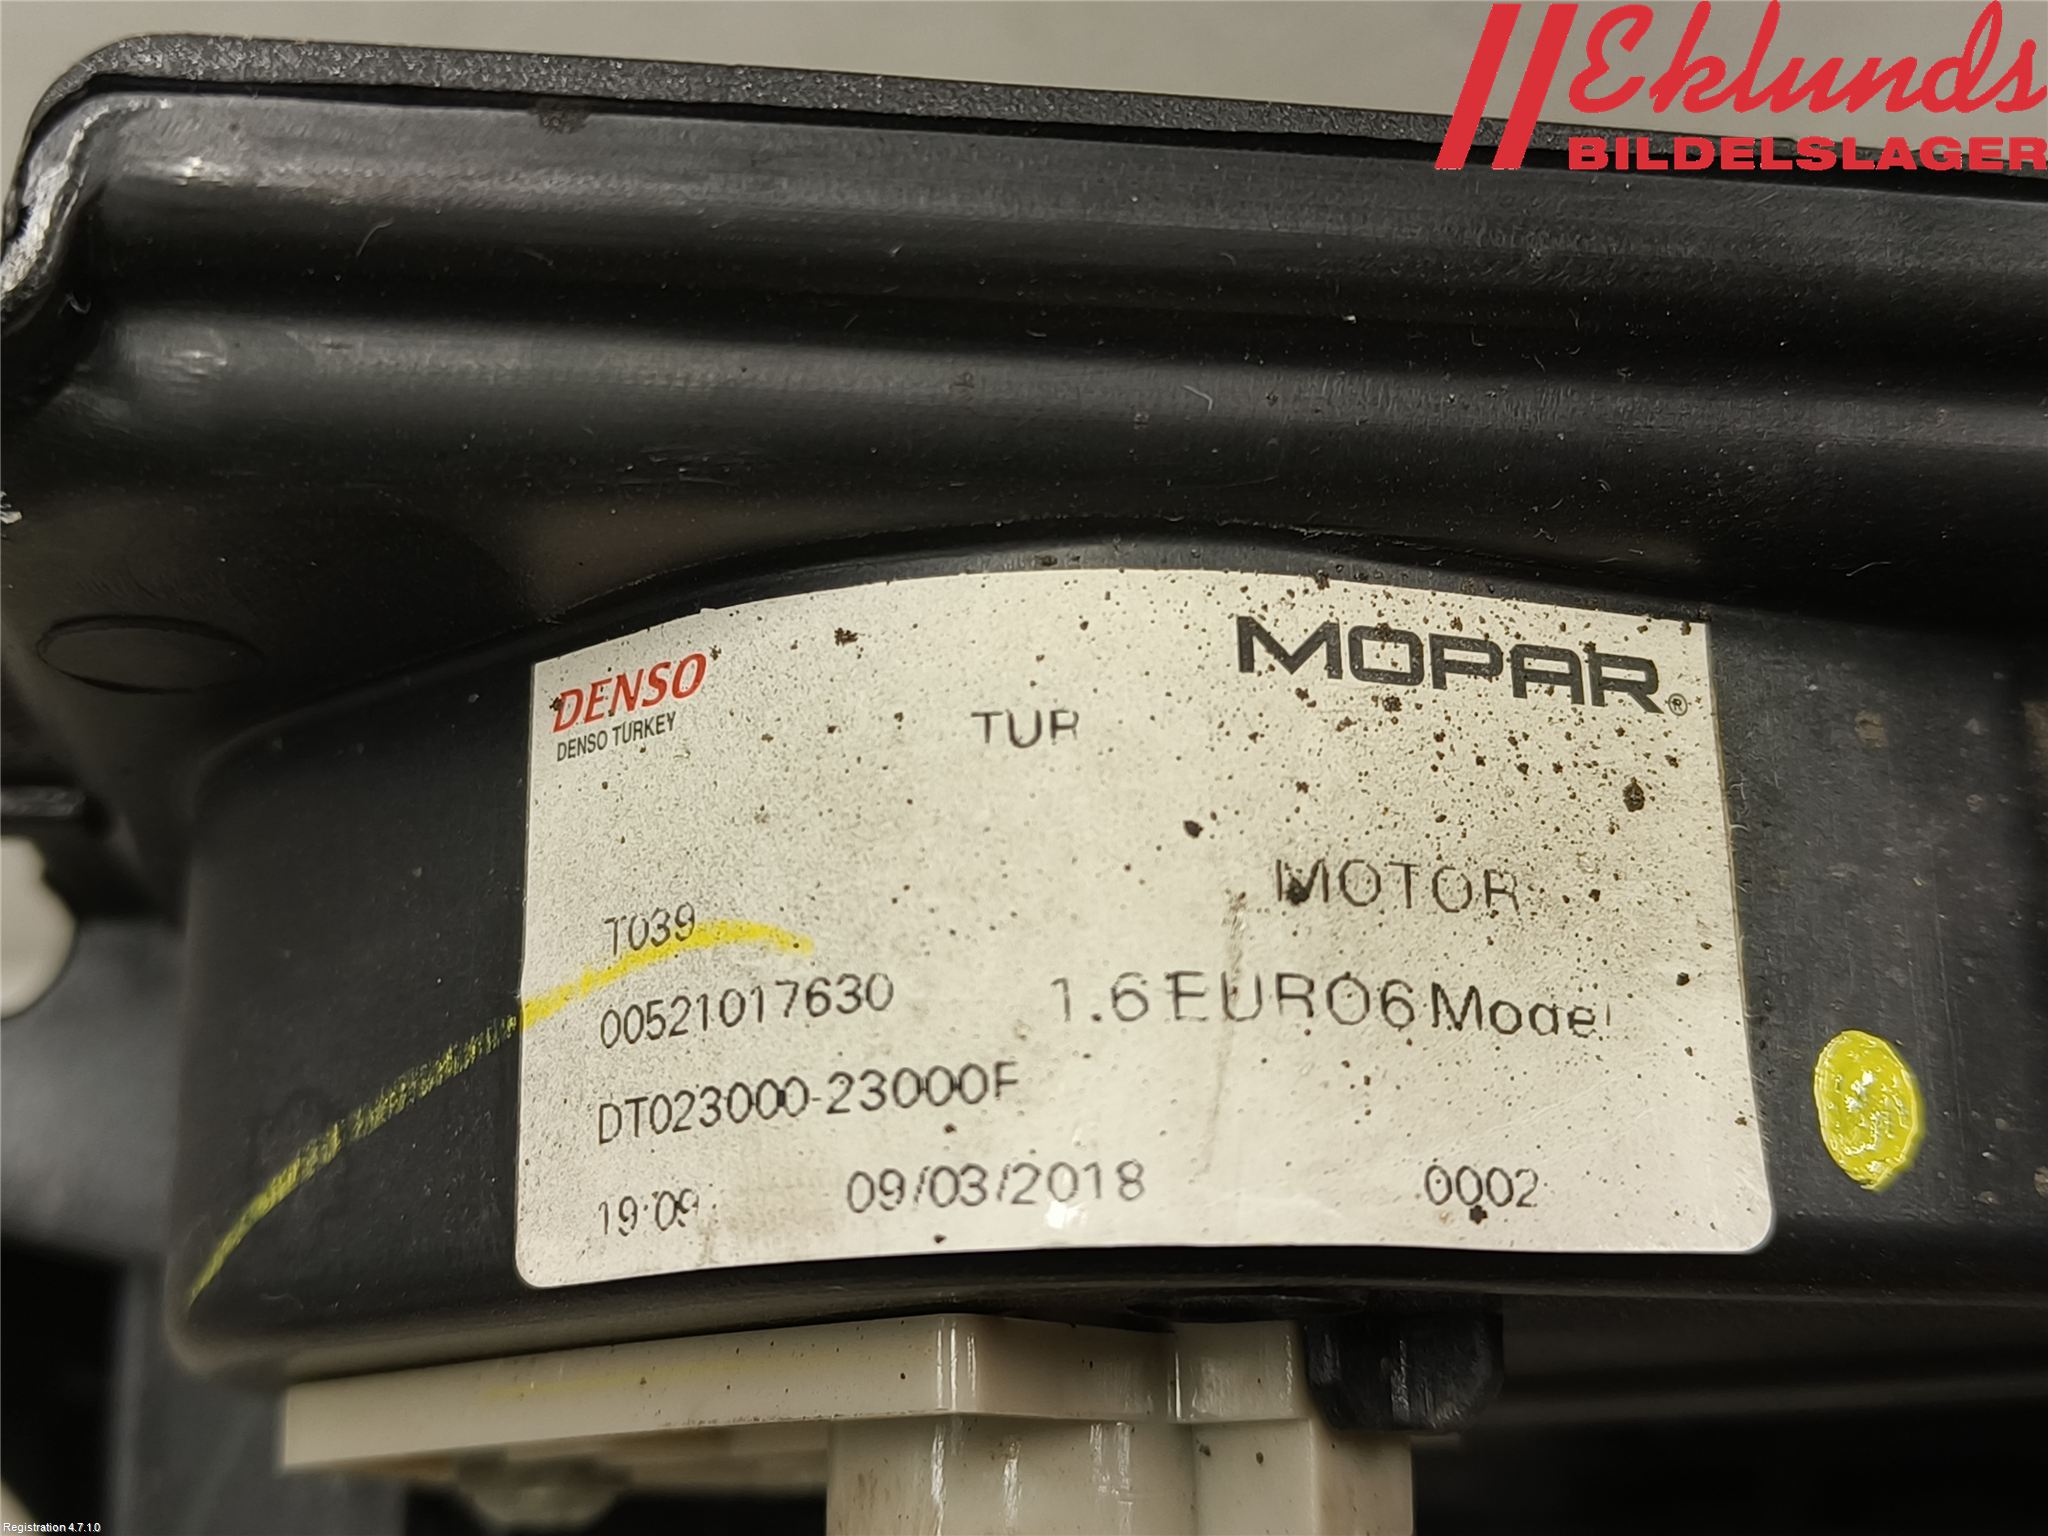 Eklunds
BILDELSLAGER
DENSO
DENSO TURKEY
MOPAR®
TUR
MOTOR
T039
00521017630
1.6 EURO6 Model
DT023000-23000F
19:09
09/03/2018
0002
Registration 4.7.1.0